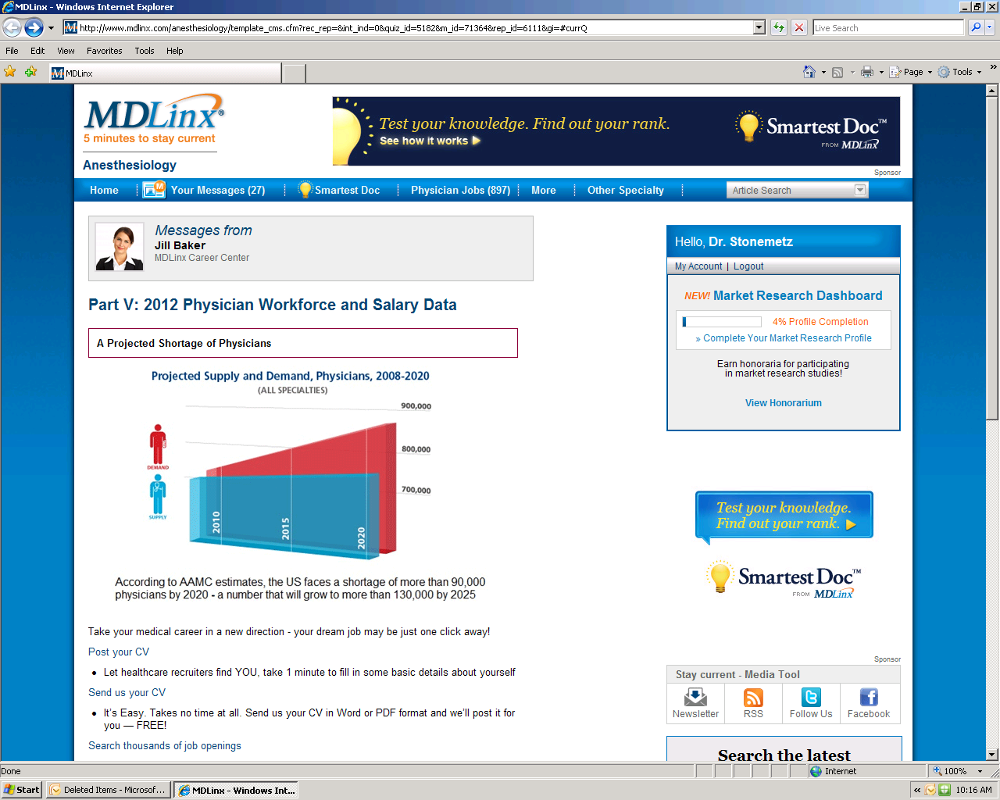 MDLinx - Windows Internet Explorer
http://www.mdlinx.com/anesthesiology/template_cms.cfm?rec_rep=&int_ind=0&quiz_id=5182&m_id=71364&rep_id=6111&gi=#currQ
Live Search
File Edit View Favorites Tools Help
MDLinx
Page Tools
MDLinx®
5 minutes to stay current
Anesthesiology
Test your knowledge. Find out your rank.
See how it works
Smartest Doc™
FROM MDLinx
Sponsor
Home Your Messages (27) Smartest Doc Physician Jobs (897) More Other Specialty Article Search
Messages from
Jill Baker
MDLinx Career Center
Part V: 2012 Physician Workforce and Salary Data
A Projected Shortage of Physicians
Projected Supply and Demand, Physicians, 2008-2020
(ALL SPECIALTIES)
900,000
800,000
700,000
DEMAND
SUPPLY
2010
2015
2020
According to AAMC estimates, the US faces a shortage of more than 90,000
physicians by 2020 - a number that will grow to more than 130,000 by 2025
Take your medical career in a new direction - your dream job may be just one click away!
Post your CV
• Let healthcare recruiters find YOU, take 1 minute to fill in some basic details about yourself
Send us your CV
• It's Easy. Takes no time at all. Send us your CV in Word or PDF format and we'll post it for
you — FREE!
Search thousands of job openings
Hello, Dr. Stonemetz
My Account | Logout
NEW! Market Research Dashboard
4% Profile Completion
» Complete Your Market Research Profile
Earn honoraria for participating
in market research studies!
View Honorarium
Test your knowledge.
Find out your rank.
Smartest Doc™
FROM MDLinx
Sponsor
Stay current - Media Tool
Newsletter RSS Follow Us Facebook
Search the latest
Done
Internet
100%
Start
Deleted Items - Microsof...
MDLinx - Windows Int...
10:16 AM